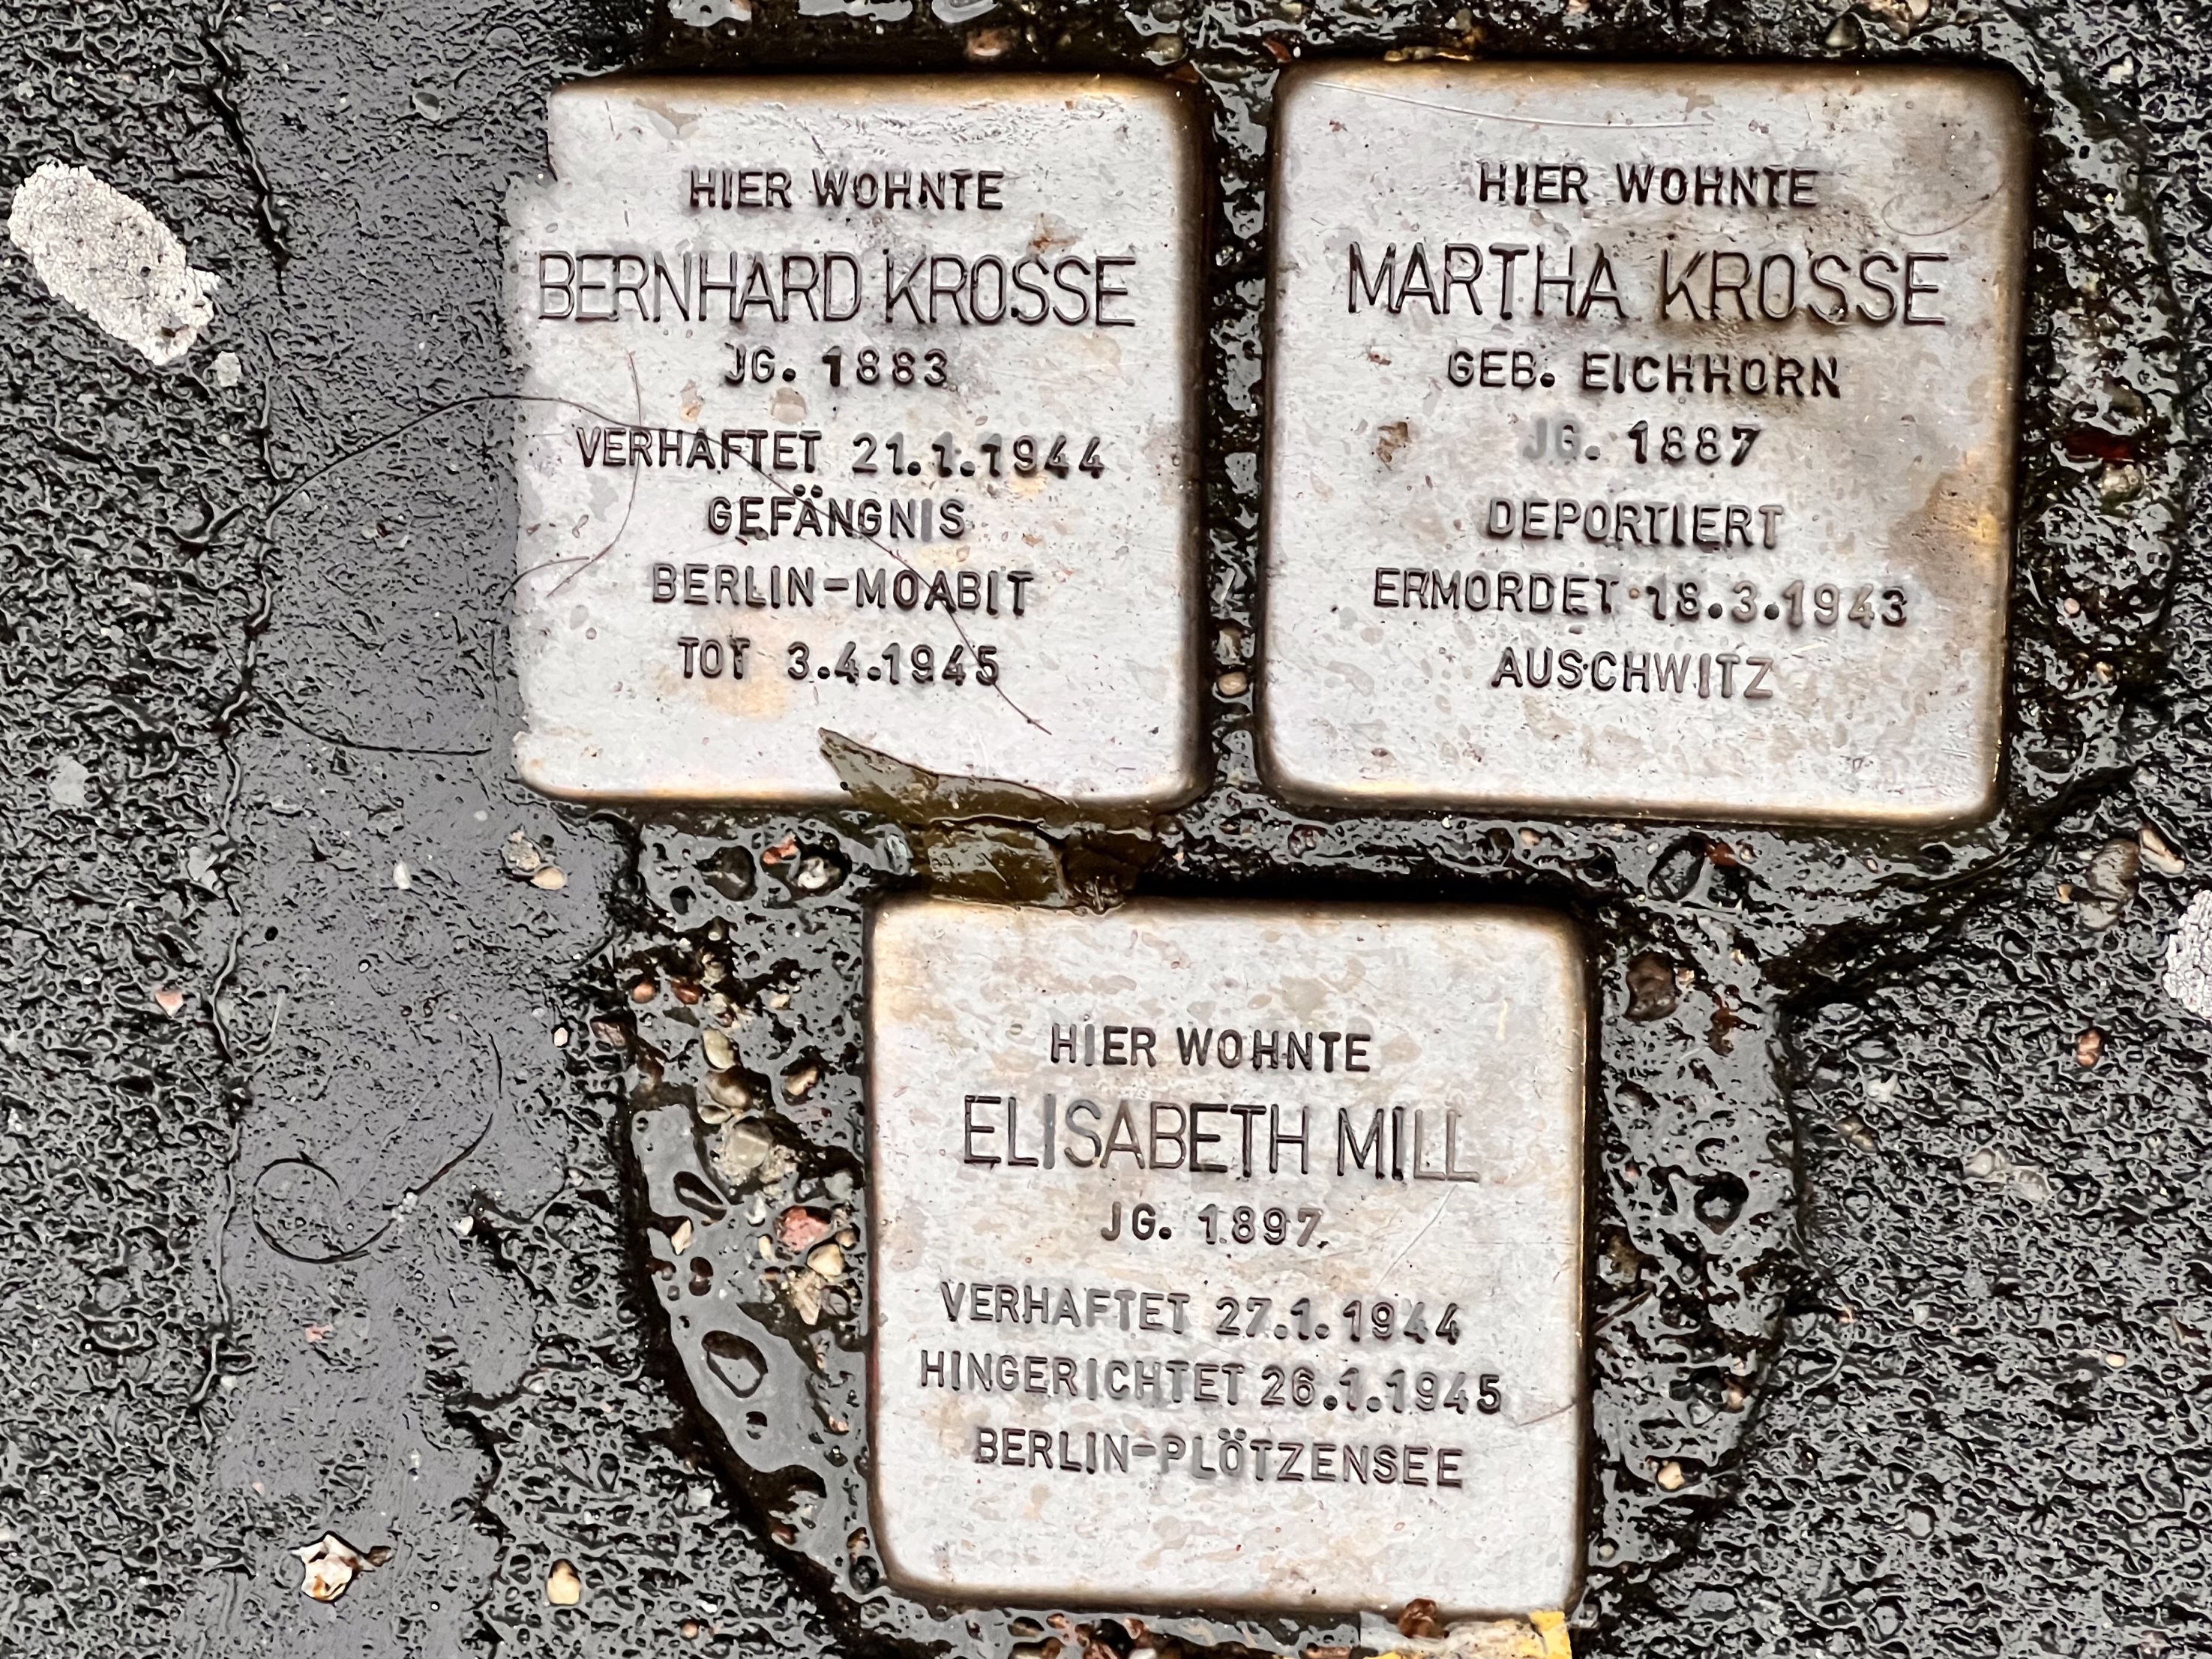 HIER WOHNTE
BERNHARD KROSSE
JG. 1883
VERHAFTET 21.1.1944
GEFÄNGNIS
BERLIN-MOABIT
TOT 3.4.1945
HIER WOHNTE
MARTHA KROSSE
GEB. EICHHORN
JG. 1887
DEPORTIERT
ERMORDET 18.3.1943
AUSCHWITZ
HIER WOHNTE
ELISABETH MILL
JG. 1897
VERHAFTET 27.1.1944
HINGERICHTET 26.1.1945
BERLIN-PLÖTZENSEE